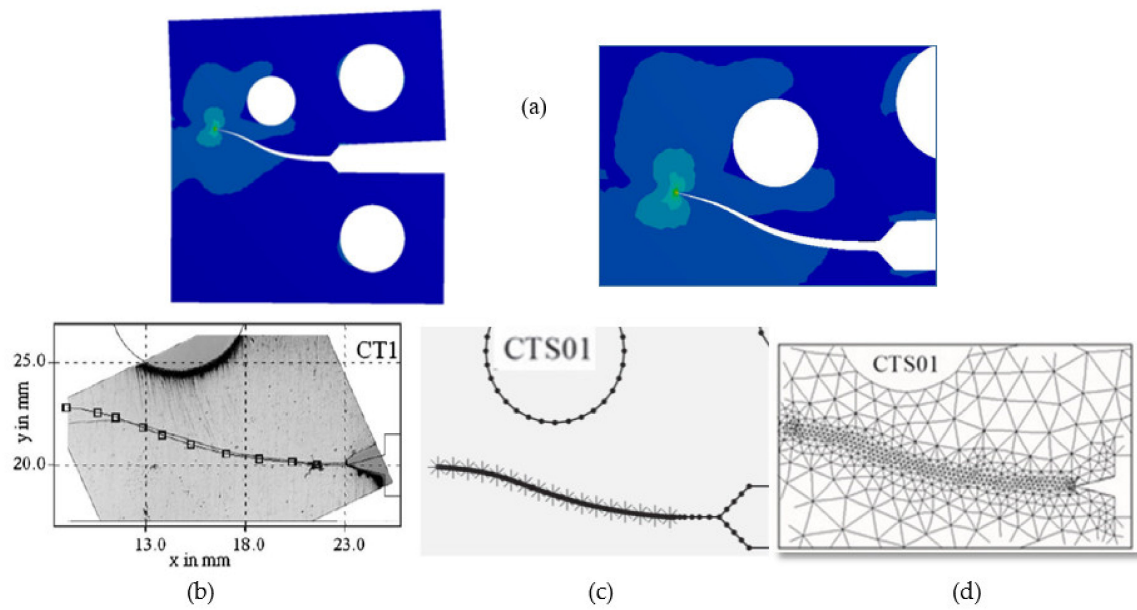 (a)
CT1
25.0
y in mm
20.0
13.0 18.0 23.0
x in mm
CTS01
CTS01
(b) (c) (d)